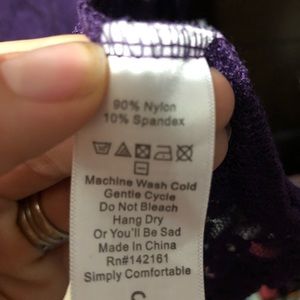 90% Nylon
10% Spandex
Machine Wash Cold
Gentle Cycle
Do Not Bleach
Hang Dry
Or You'll Be Sad
Made In China
Rn#142161
Simply Comfortable
S